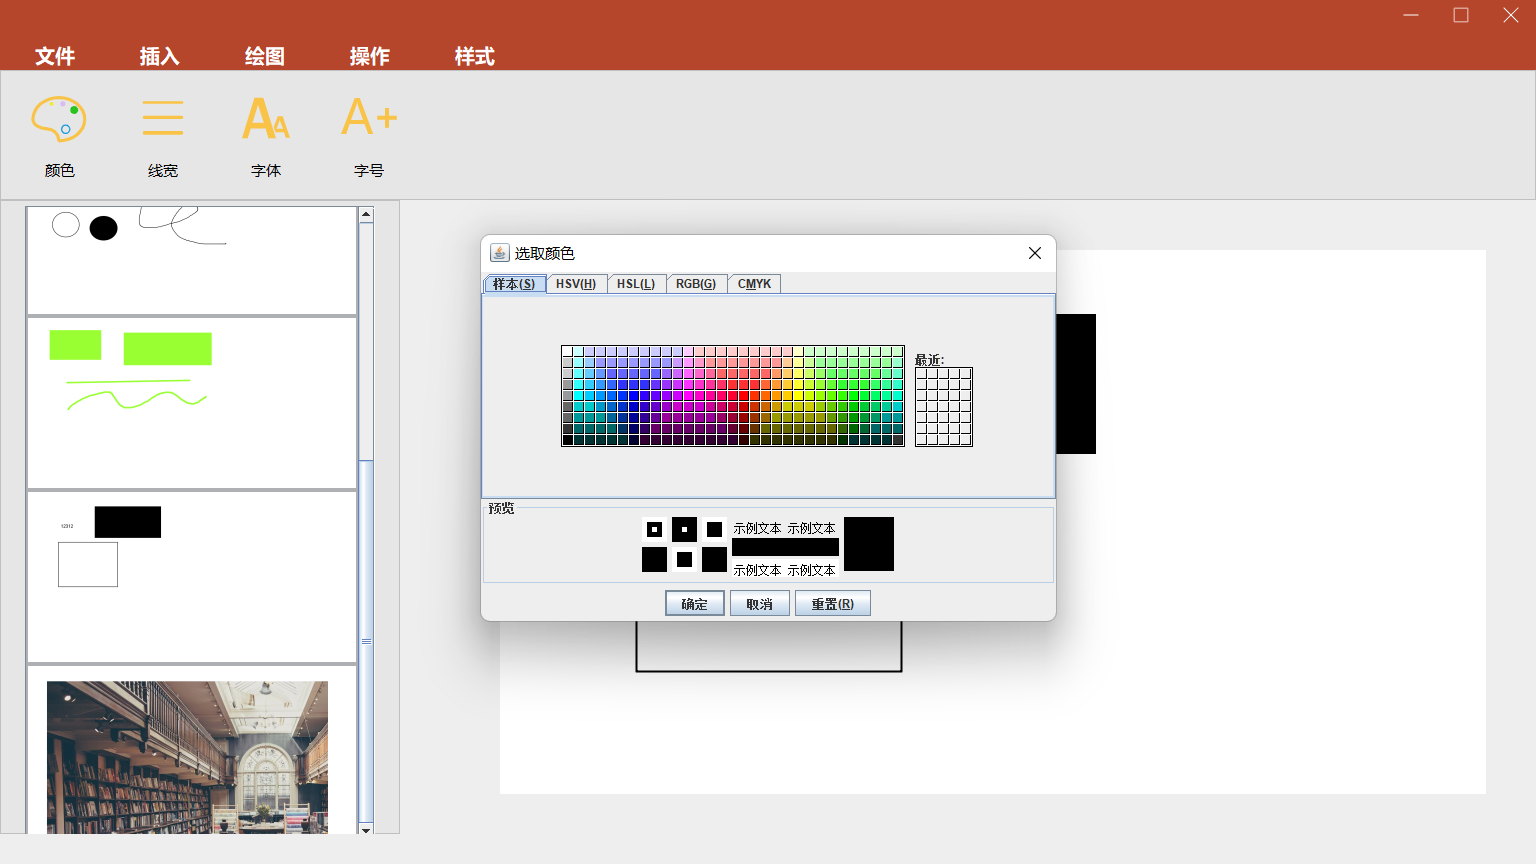 文件 插入 绘图 操作 样式
颜色 线宽 字体 字号
选取颜色
样本(S) HSV(H) HSL(L) RGB(G) CMYK
最近:
12312
预览
示例文本 示例文本
示例文本 示例文本
确定 取消 重置(R)